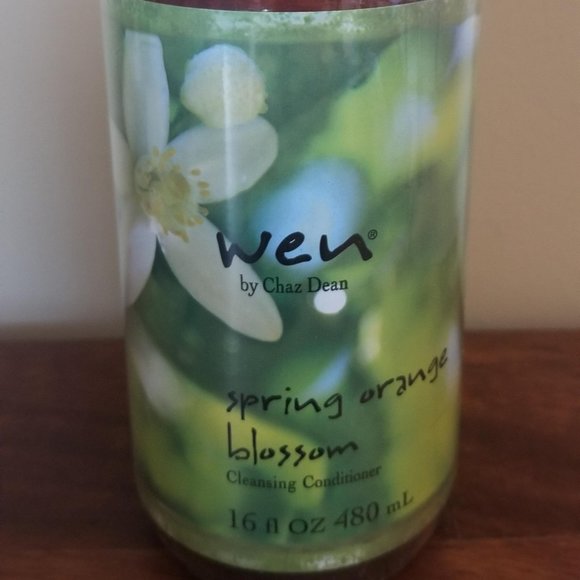 wen®
by Chaz Dean
spring orange
blossom
Cleansing Conditioner
16 fl OZ 480 mL